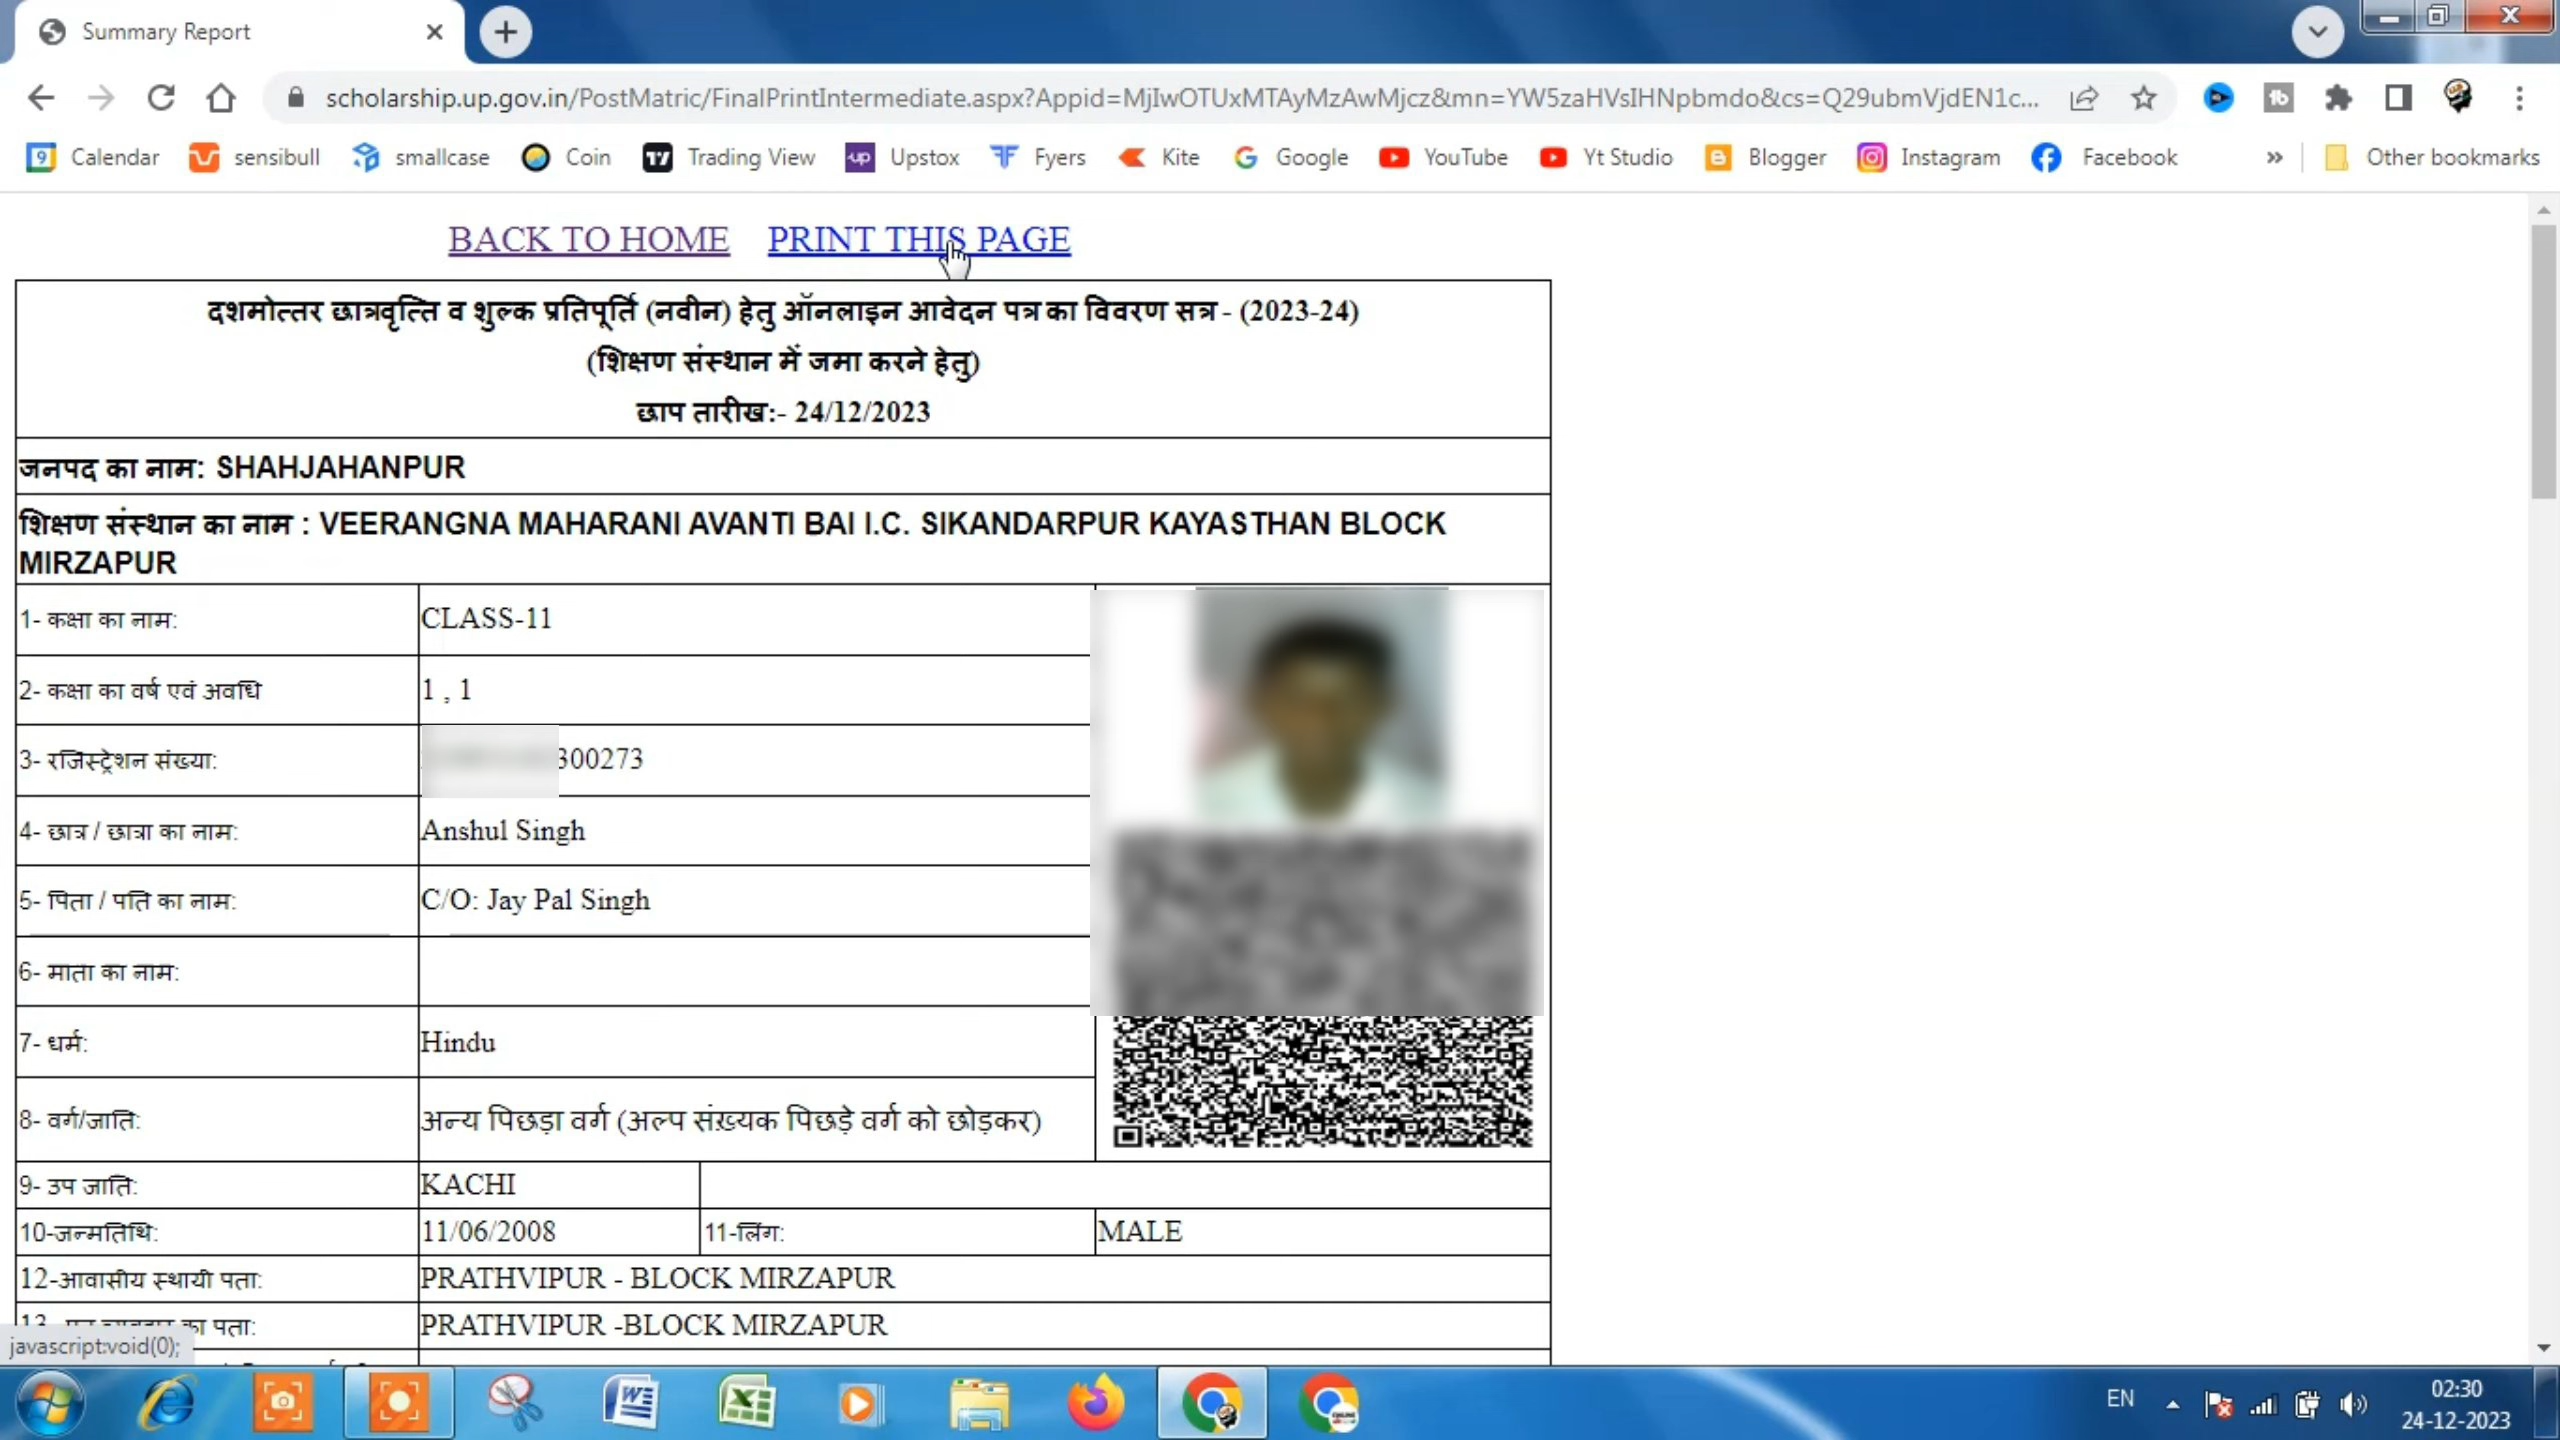 Summary Report
scholarship.up.gov.in/PostMatric/FinalPrintIntermediate.aspx?Appid=MjIwOTUxMTAyMzAwMjcz&mn=YW5zaHVsIHNpbmdo&cs=Q29ubmVjdEN1c...
Calendar sensibull smallcase Coin Trading View Upstox Fyers Kite Google YouTube Yt Studio Blogger Instagram Facebook » Other bookmarks
BACK TO HOME PRINT THIS PAGE
दशमोत्तर छात्रवृत्ति व शुल्क प्रतिपूर्ति (नवीन) हेतु ऑनलाइन आवेदन पत्र का विवरण सत्र - (2023-24)
(शिक्षण संस्थान में जमा करने हेतु)
छाप तारीख:- 24/12/2023
जनपद का नाम: SHAHJAHANPUR
शिक्षण संस्थान का नाम : VEERANGNA MAHARANI AVANTI BAI I.C. SIKANDARPUR KAYASTHAN BLOCK
MIRZAPUR
1- कक्षा का नाम: CLASS-11
2- कक्षा का वर्ष एवं अवधि 1 , 1
3- रजिस्ट्रेशन संख्या: 300273
4- छात्र / छात्रा का नाम: Anshul Singh
5- पिता / पति का नाम: C/O: Jay Pal Singh
6- माता का नाम:
7- धर्म: Hindu
8- वर्ग/जाति: अन्य पिछड़ा वर्ग (अल्प संख़्यक पिछड़े वर्ग को छोड़कर)
9- उप जाति: KACHI
10-जन्मतिथि: 11/06/2008 11-लिंग: MALE
12-आवासीय स्थायी पता: PRATHVIPUR - BLOCK MIRZAPUR
13- का पता: PRATHVIPUR -BLOCK MIRZAPUR
javascript:void(0);
EN 02:30
24-12-2023